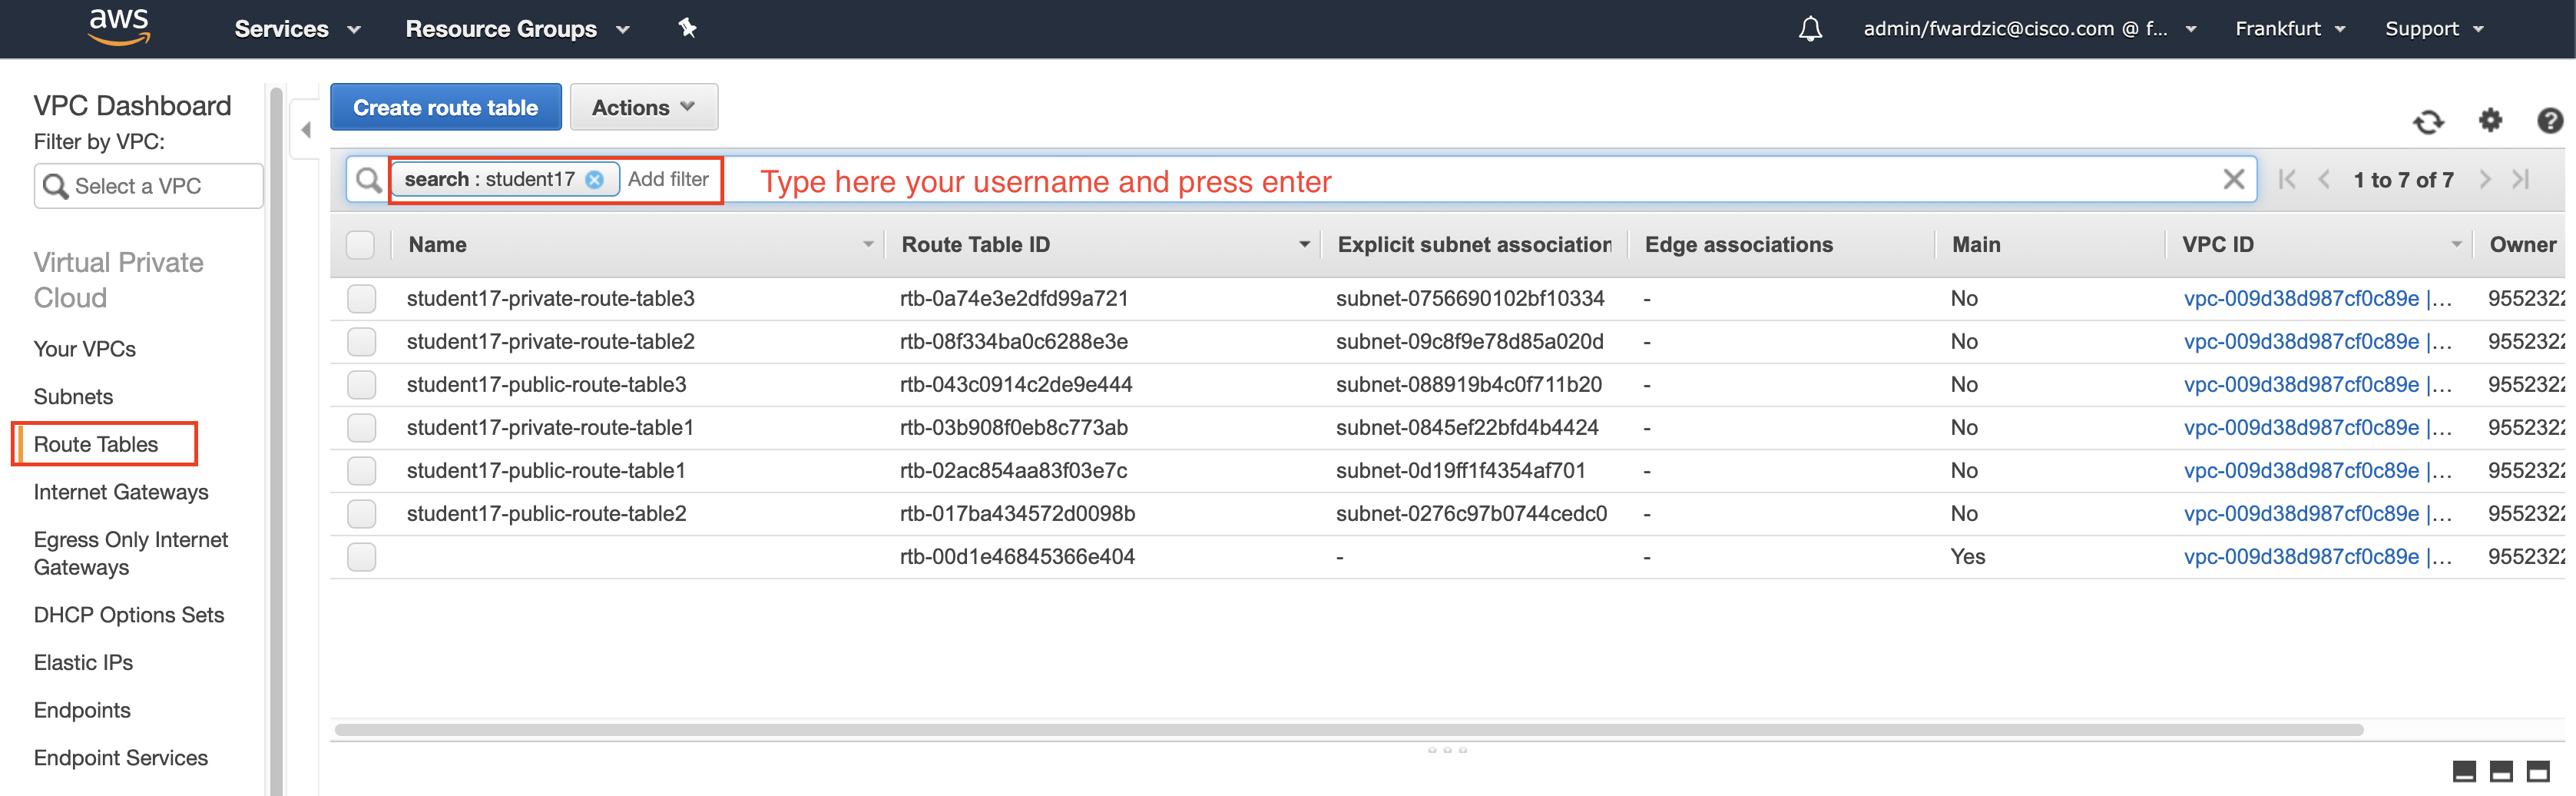 aws Services Resource Groups admin/fwardzic@cisco.com @ f... Frankfurt Support
VPC Dashboard
Filter by VPC:
Select a VPC
Virtual Private
Cloud
Your VPCs
Subnets
Route Tables
Internet Gateways
Egress Only Internet
Gateways
DHCP Options Sets
Elastic IPs
Endpoints
Endpoint Services
Create route table Actions
search : student17 Add filter Type here your username and press enter 1 to 7 of 7
Name Route Table ID Explicit subnet association Edge associations Main VPC ID Owner
student17-private-route-table3 rtb-0a74e3e2dfd99a721 subnet-0756690102bf10334 - No vpc-009d38d987cf0c89e |... 9552322
student17-private-route-table2 rtb-08f334ba0c6288e3e subnet-09c8f9e78d85a020d - No vpc-009d38d987cf0c89e |... 9552322
student17-public-route-table3 rtb-043c0914c2de9e444 subnet-088919b4c0f711b20 - No vpc-009d38d987cf0c89e |... 9552322
student17-private-route-table1 rtb-03b908f0eb8c773ab subnet-0845ef22bfd4b4424 - No vpc-009d38d987cf0c89e |... 9552322
student17-public-route-table1 rtb-02ac854aa83f03e7c subnet-0d19ff1f4354af701 - No vpc-009d38d987cf0c89e |... 9552322
student17-public-route-table2 rtb-017ba434572d0098b subnet-0276c97b0744cedc0 - No vpc-009d38d987cf0c89e |... 9552322
rtb-00d1e46845366e404 - - Yes vpc-009d38d987cf0c89e |... 9552322